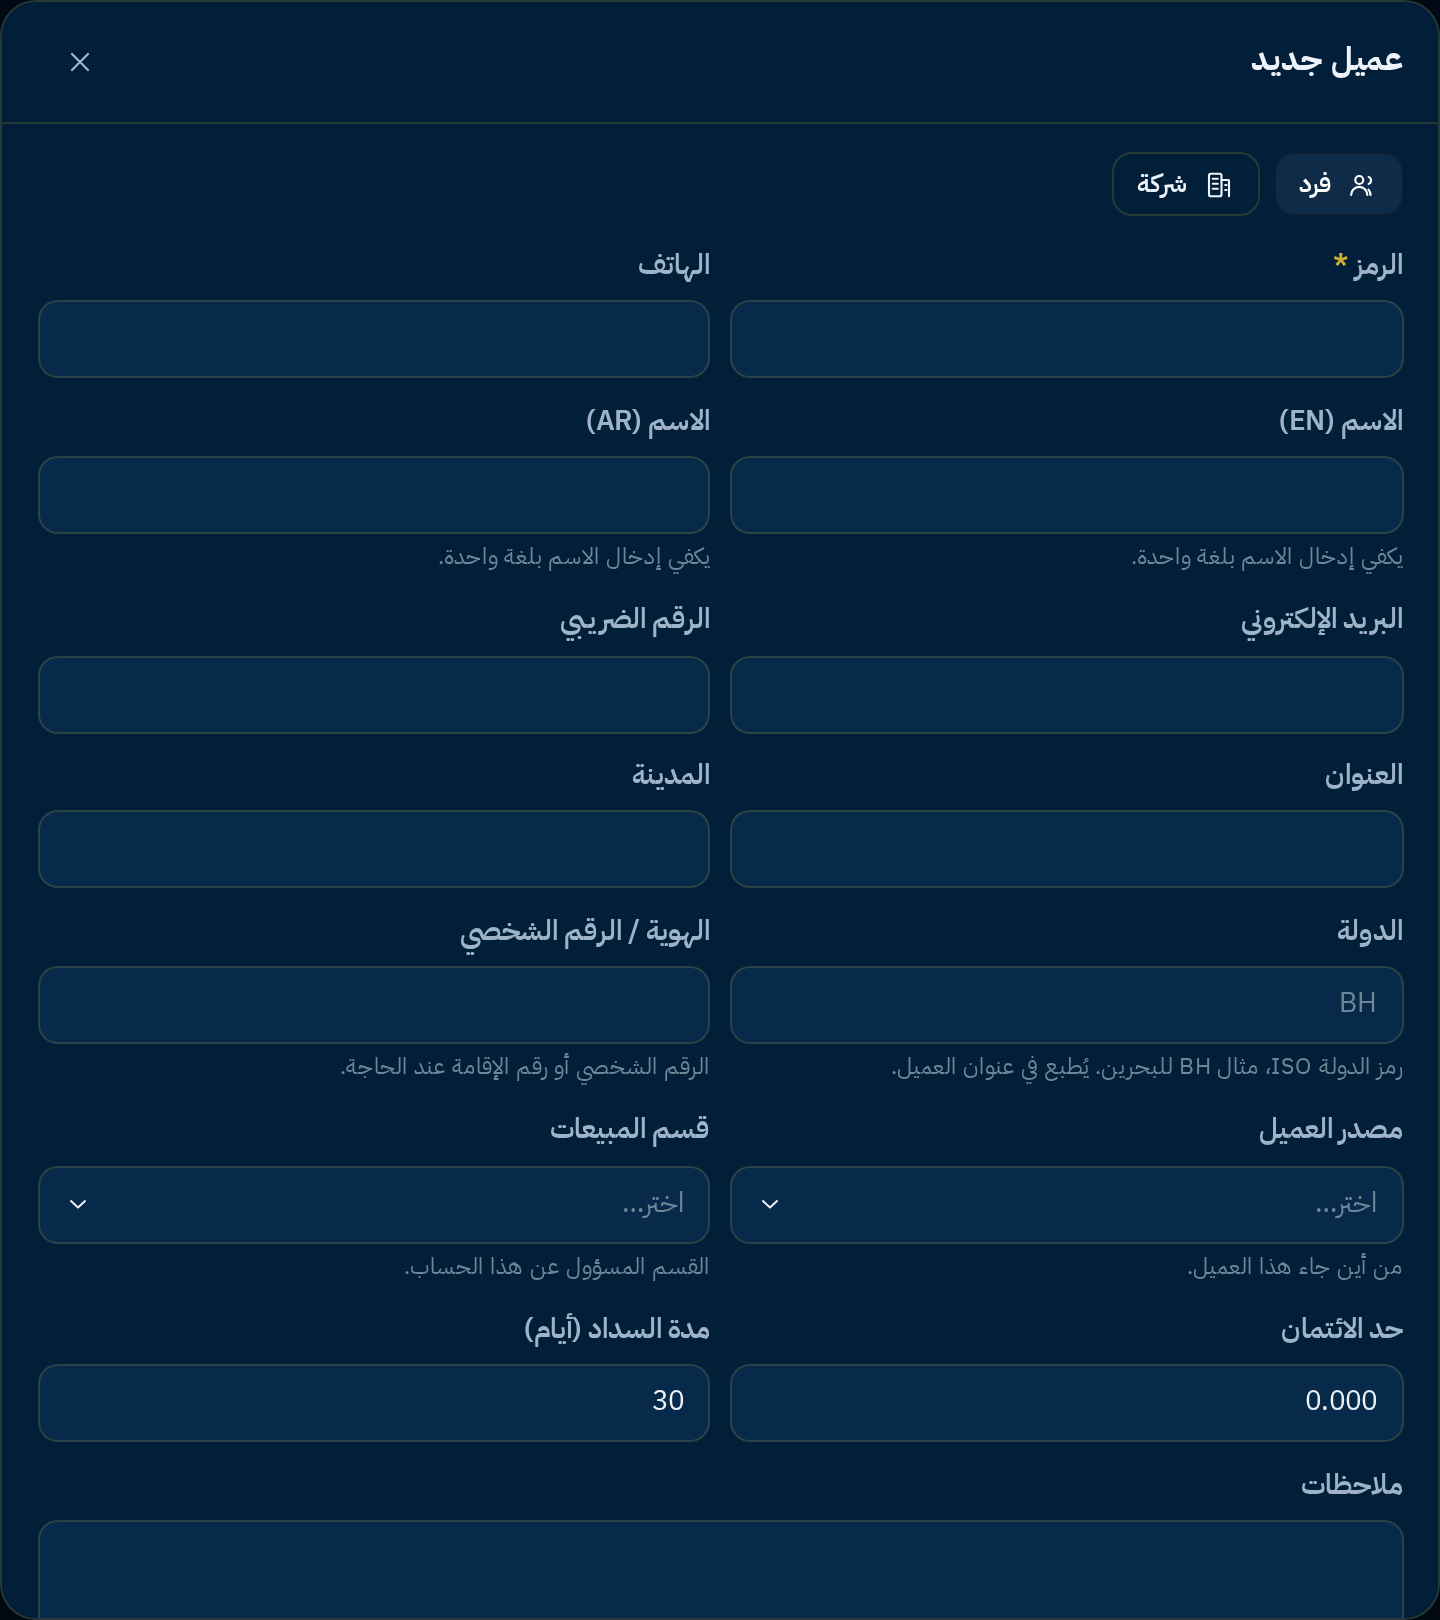 عميل جديد
فرد
شركة
الرمز *
الهاتف
الاسم (EN)
الاسم (AR)
يكفي إدخال الاسم بلغة واحدة.
يكفي إدخال الاسم بلغة واحدة.
البريد الإلكتروني
الرقم الضريبي
العنوان
المدينة
الدولة
الهوية / الرقم الشخصي
BH
رمز الدولة ISO، مثال BH للبحرين. يُطبع في عنوان العميل.
الرقم الشخصي أو رقم الإقامة عند الحاجة.
مصدر العميل
قسم المبيعات
اختر...
اختر...
من أين جاء هذا العميل.
القسم المسؤول عن هذا الحساب.
حد الائتمان
مدة السداد (أيام)
0.000
30
ملاحظات